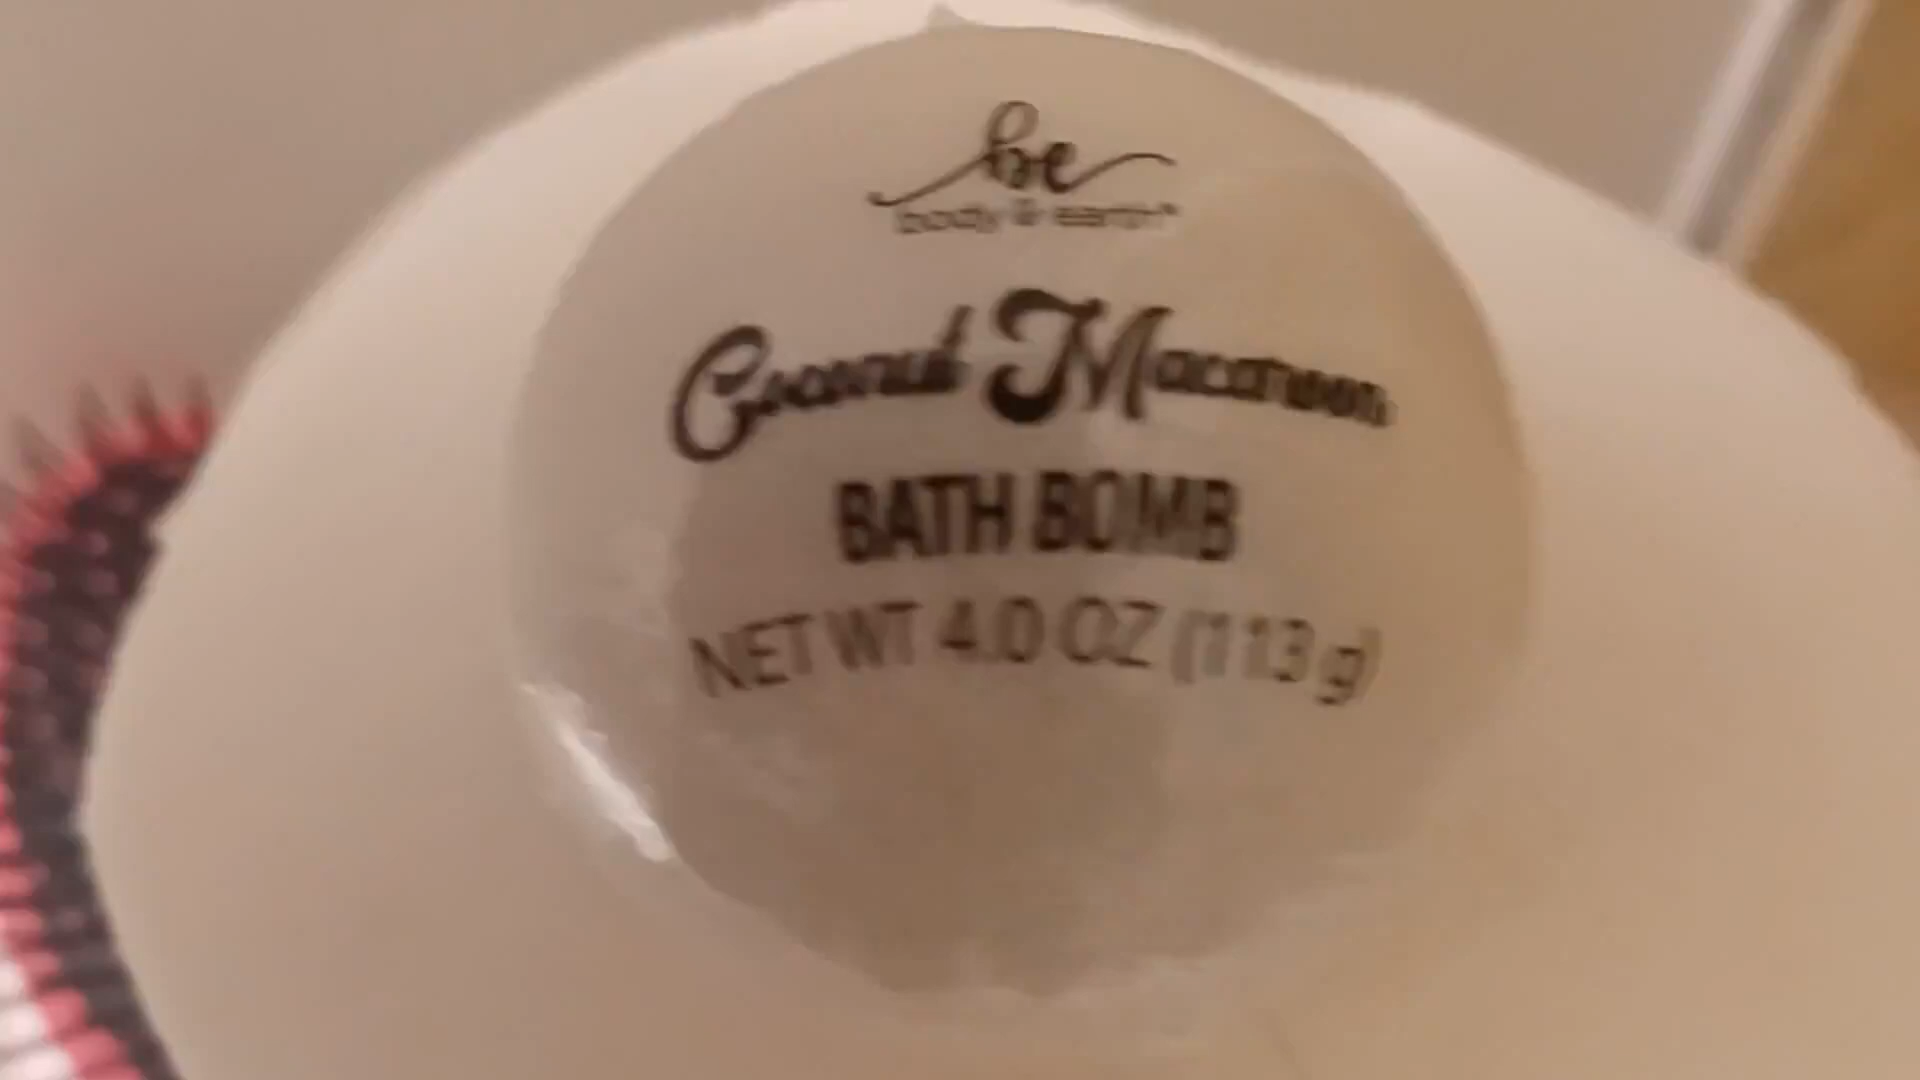 be
body & earth®
Coconut Macaroon
BATH BOMB
NET WT 4.0 OZ (113 g)